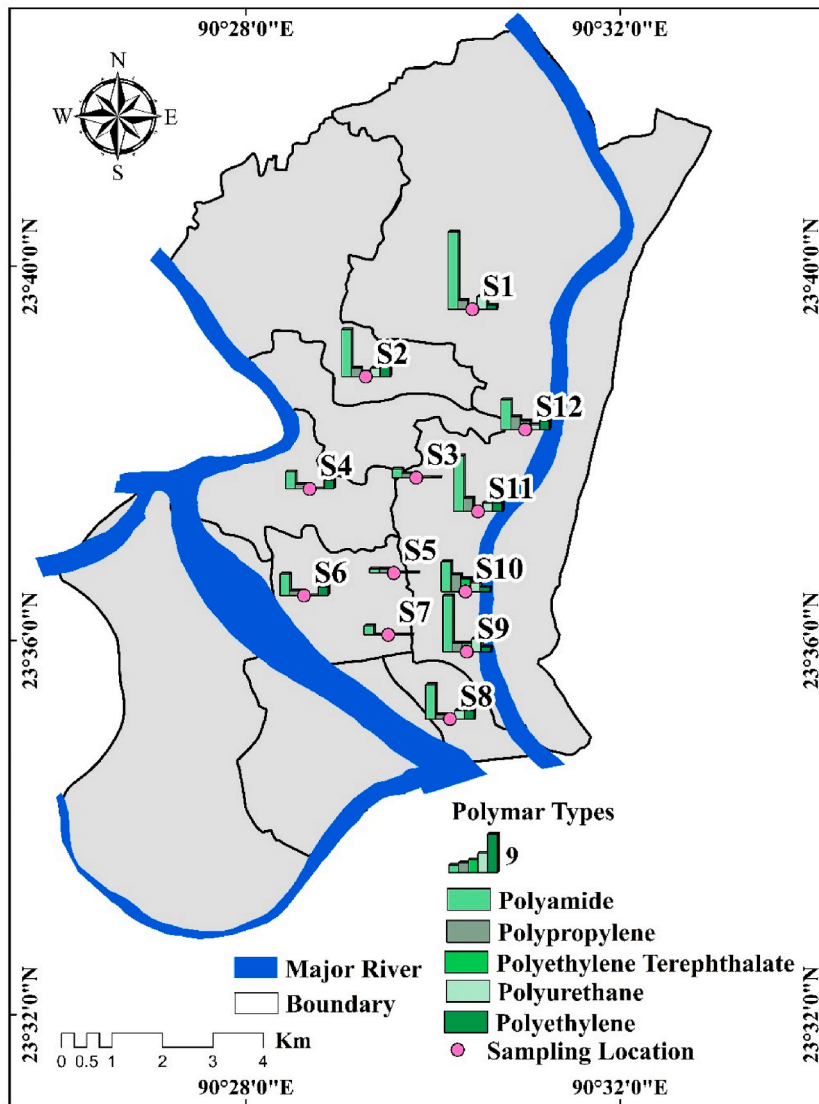 90°28'0"E 90°32'0"E
N
W E
S
23°40'0"N 23°40'0"N
S1
S2
S12
S3
S4
S11
S5
S10
S6
S7
S9
23°36'0"N 23°36'0"N
S8
Polymar Types
9
Polyamide
Polypropylene
Polyethylene Terephthalate
Polyurethane
Polyethylene
Sampling Location
Major River
Boundary
Km
0 0.5 1 2 3 4
23°32'0"N 23°32'0"N
90°28'0"E 90°32'0"E